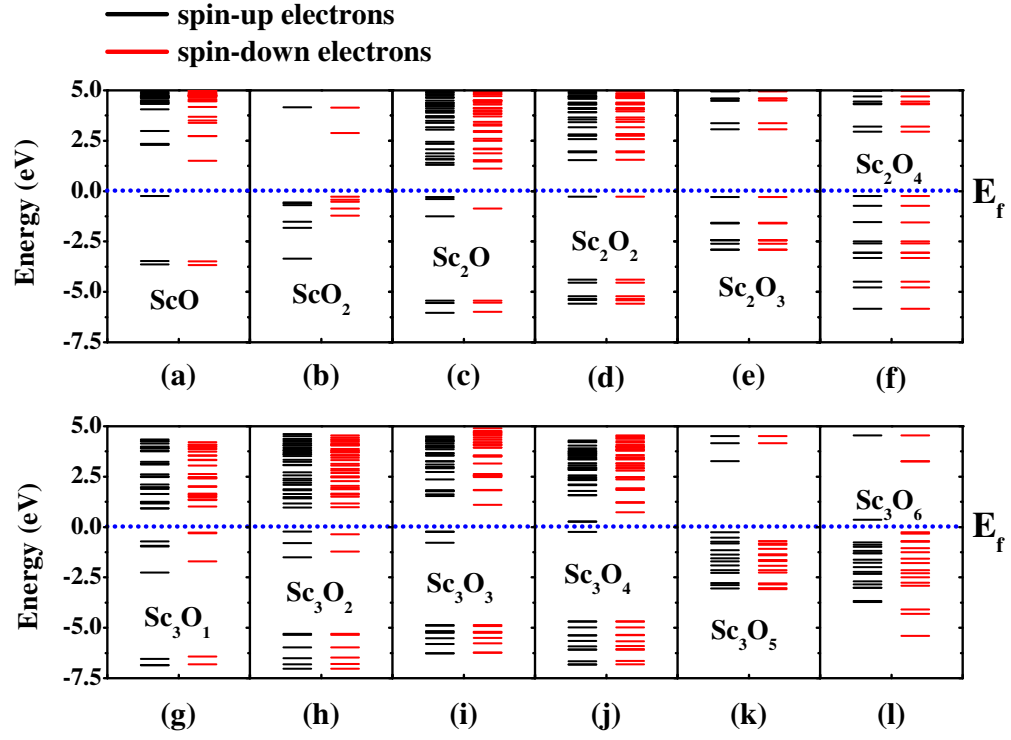 spin-up electrons
spin-down electrons
Energy (eV)
5.0
2.5
0.0
-2.5
-5.0
-7.5
ScO
ScO₂
Sc₂O
Sc₂O₂
Sc₂O₃
Sc₂O₄
E_f
(a) (b) (c) (d) (e) (f)
Energy (eV)
5.0
2.5
0.0
-2.5
-5.0
-7.5
Sc₃O₁
Sc₃O₂
Sc₃O₃
Sc₃O₄
Sc₃O₅
Sc₃O₆
E_f
(g) (h) (i) (j) (k) (l)